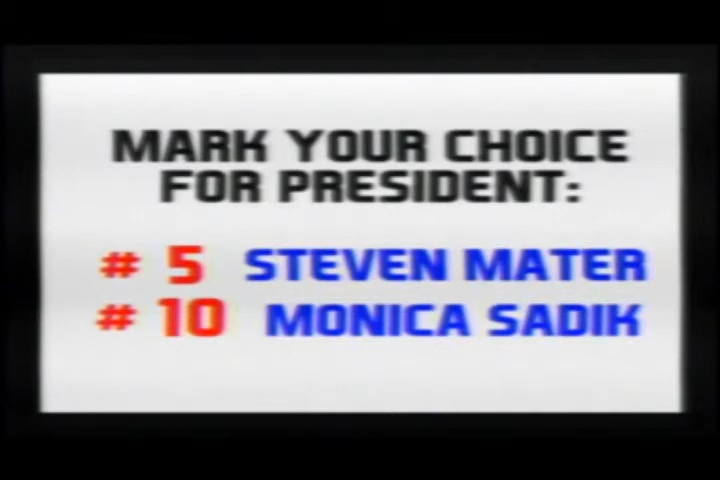 MARK YOUR CHOICE
FOR PRESIDENT:
# 5 STEVEN MATER
# 10 MONICA SADIK